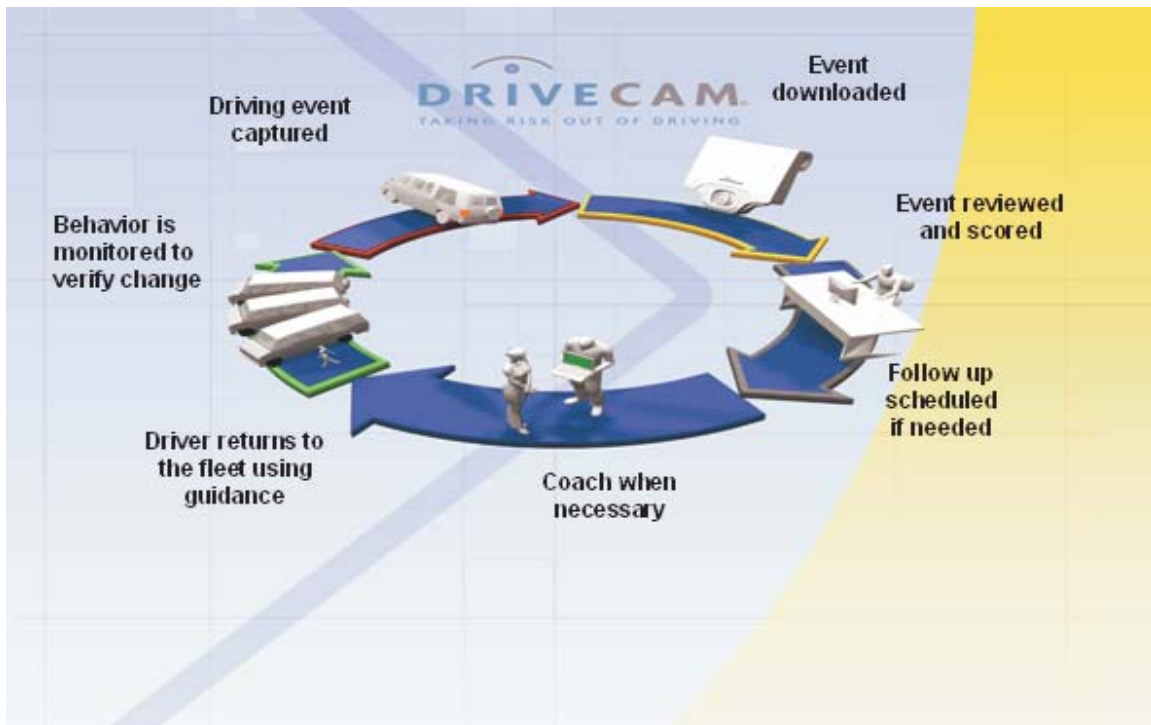 DRIVECAM
TAKING RISK OUT OF DRIVING
Driving event
captured
Event
downloaded
Event reviewed
and scored
Follow up
scheduled
if needed
Coach when
necessary
Driver returns to
the fleet using
guidance
Behavior is
monitored to
verify change